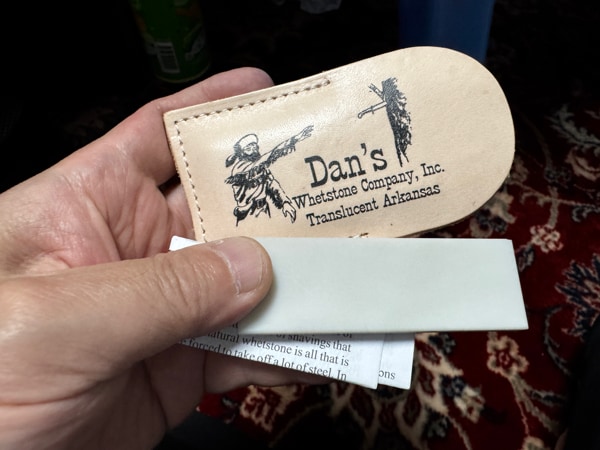 Dan's
Whetstone Company, Inc.
Translucent Arkansas
shavings that
natural whetstone is all that is
forced to take off a lot of steel. In
ons